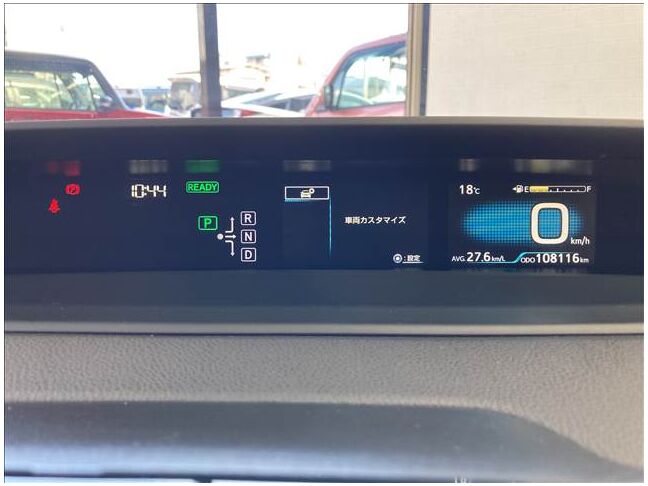 10:44
READY
P
R
N
D
車両カスタマイズ
:設定
18℃
E F
0 km/h
AVG. 27.6 km/L
ODO 108116 km
P